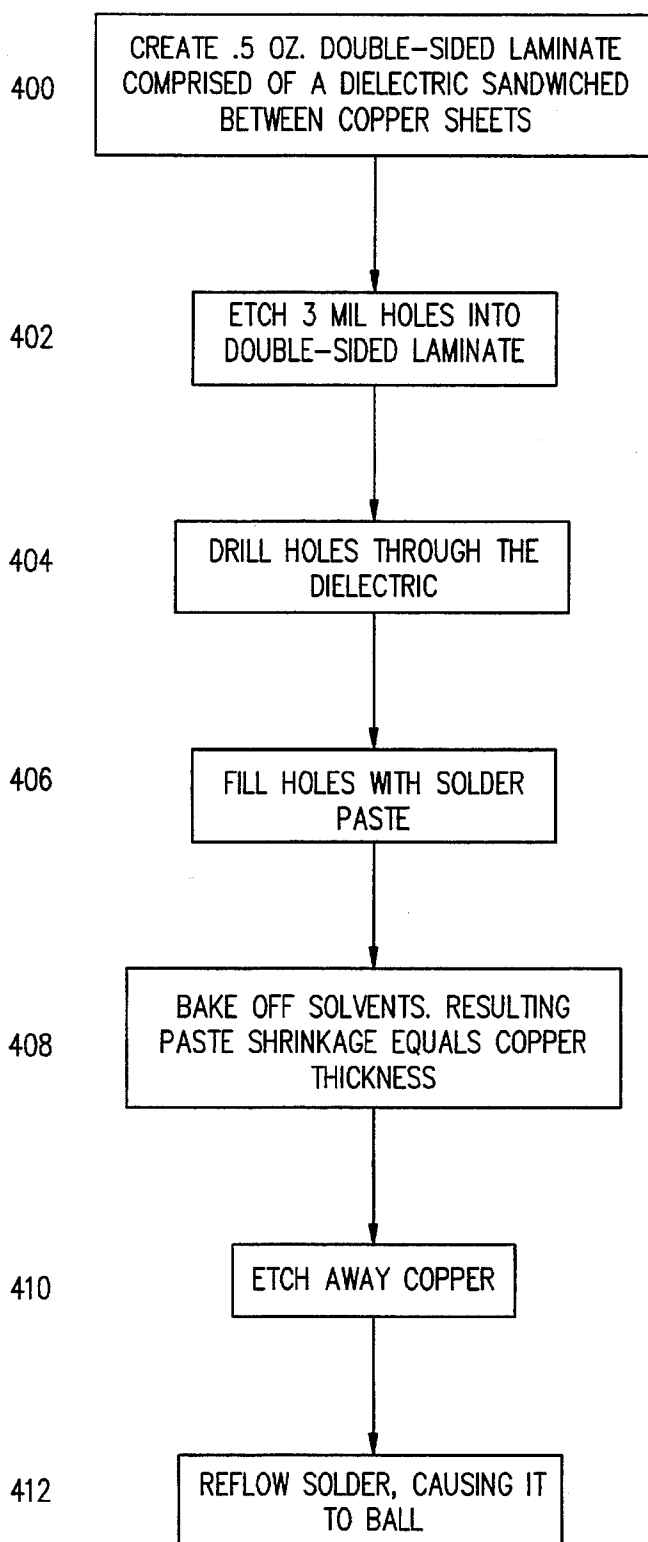 400
CREATE .5 OZ. DOUBLE-SIDED LAMINATE
COMPRISED OF A DIELECTRIC SANDWICHED
BETWEEN COPPER SHEETS
402
ETCH 3 MIL HOLES INTO
DOUBLE-SIDED LAMINATE
404
DRILL HOLES THROUGH THE
DIELECTRIC
406
FILL HOLES WITH SOLDER
PASTE
408
BAKE OFF SOLVENTS. RESULTING
PASTE SHRINKAGE EQUALS COPPER
THICKNESS
410
ETCH AWAY COPPER
412
REFLOW SOLDER, CAUSING IT
TO BALL